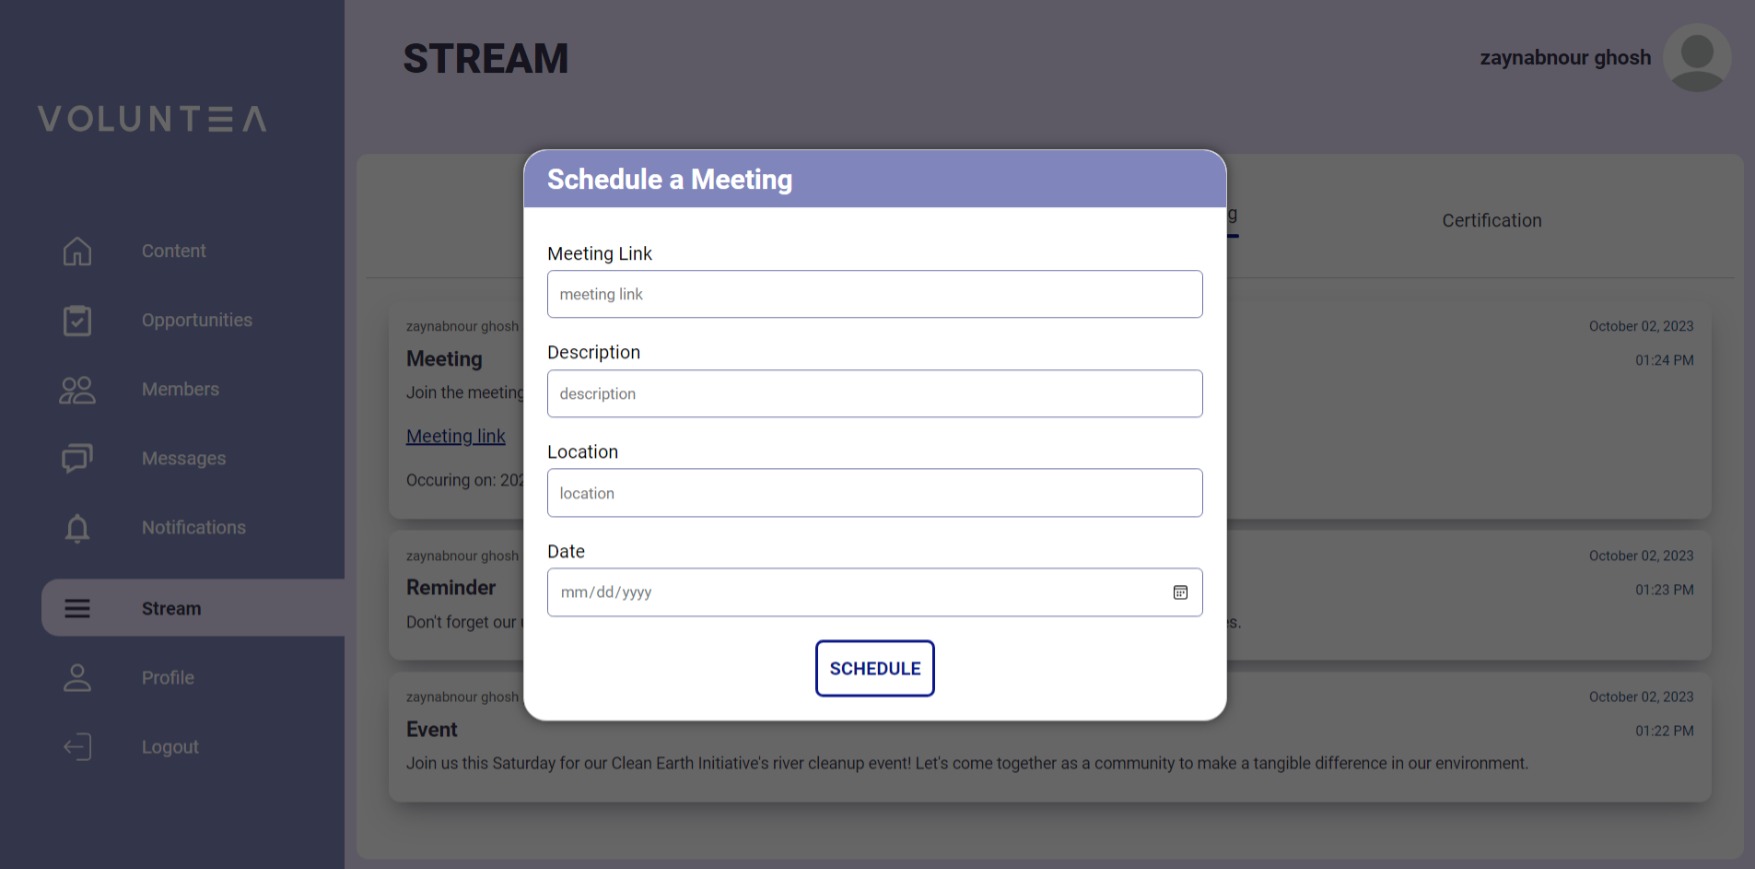 VOLUNTEA
Content
Opportunities
Members
Messages
Notifications
Stream
Profile
Logout
STREAM
zaynabnour ghosh
Certification
Schedule a Meeting
Meeting Link
meeting link
Description
description
Location
location
Date
mm/dd/yyyy
SCHEDULE
zaynabnour ghosh
October 02, 2023
Meeting
01:24 PM
Join the meeting
Meeting link
Occuring on:
zaynabnour ghosh
October 02, 2023
Reminder
01:23 PM
Don't forget our
zaynabnour ghosh
October 02, 2023
Event
01:22 PM
Join us this Saturday for our Clean Earth Initiative's river cleanup event! Let's come together as a community to make a tangible difference in our environment.